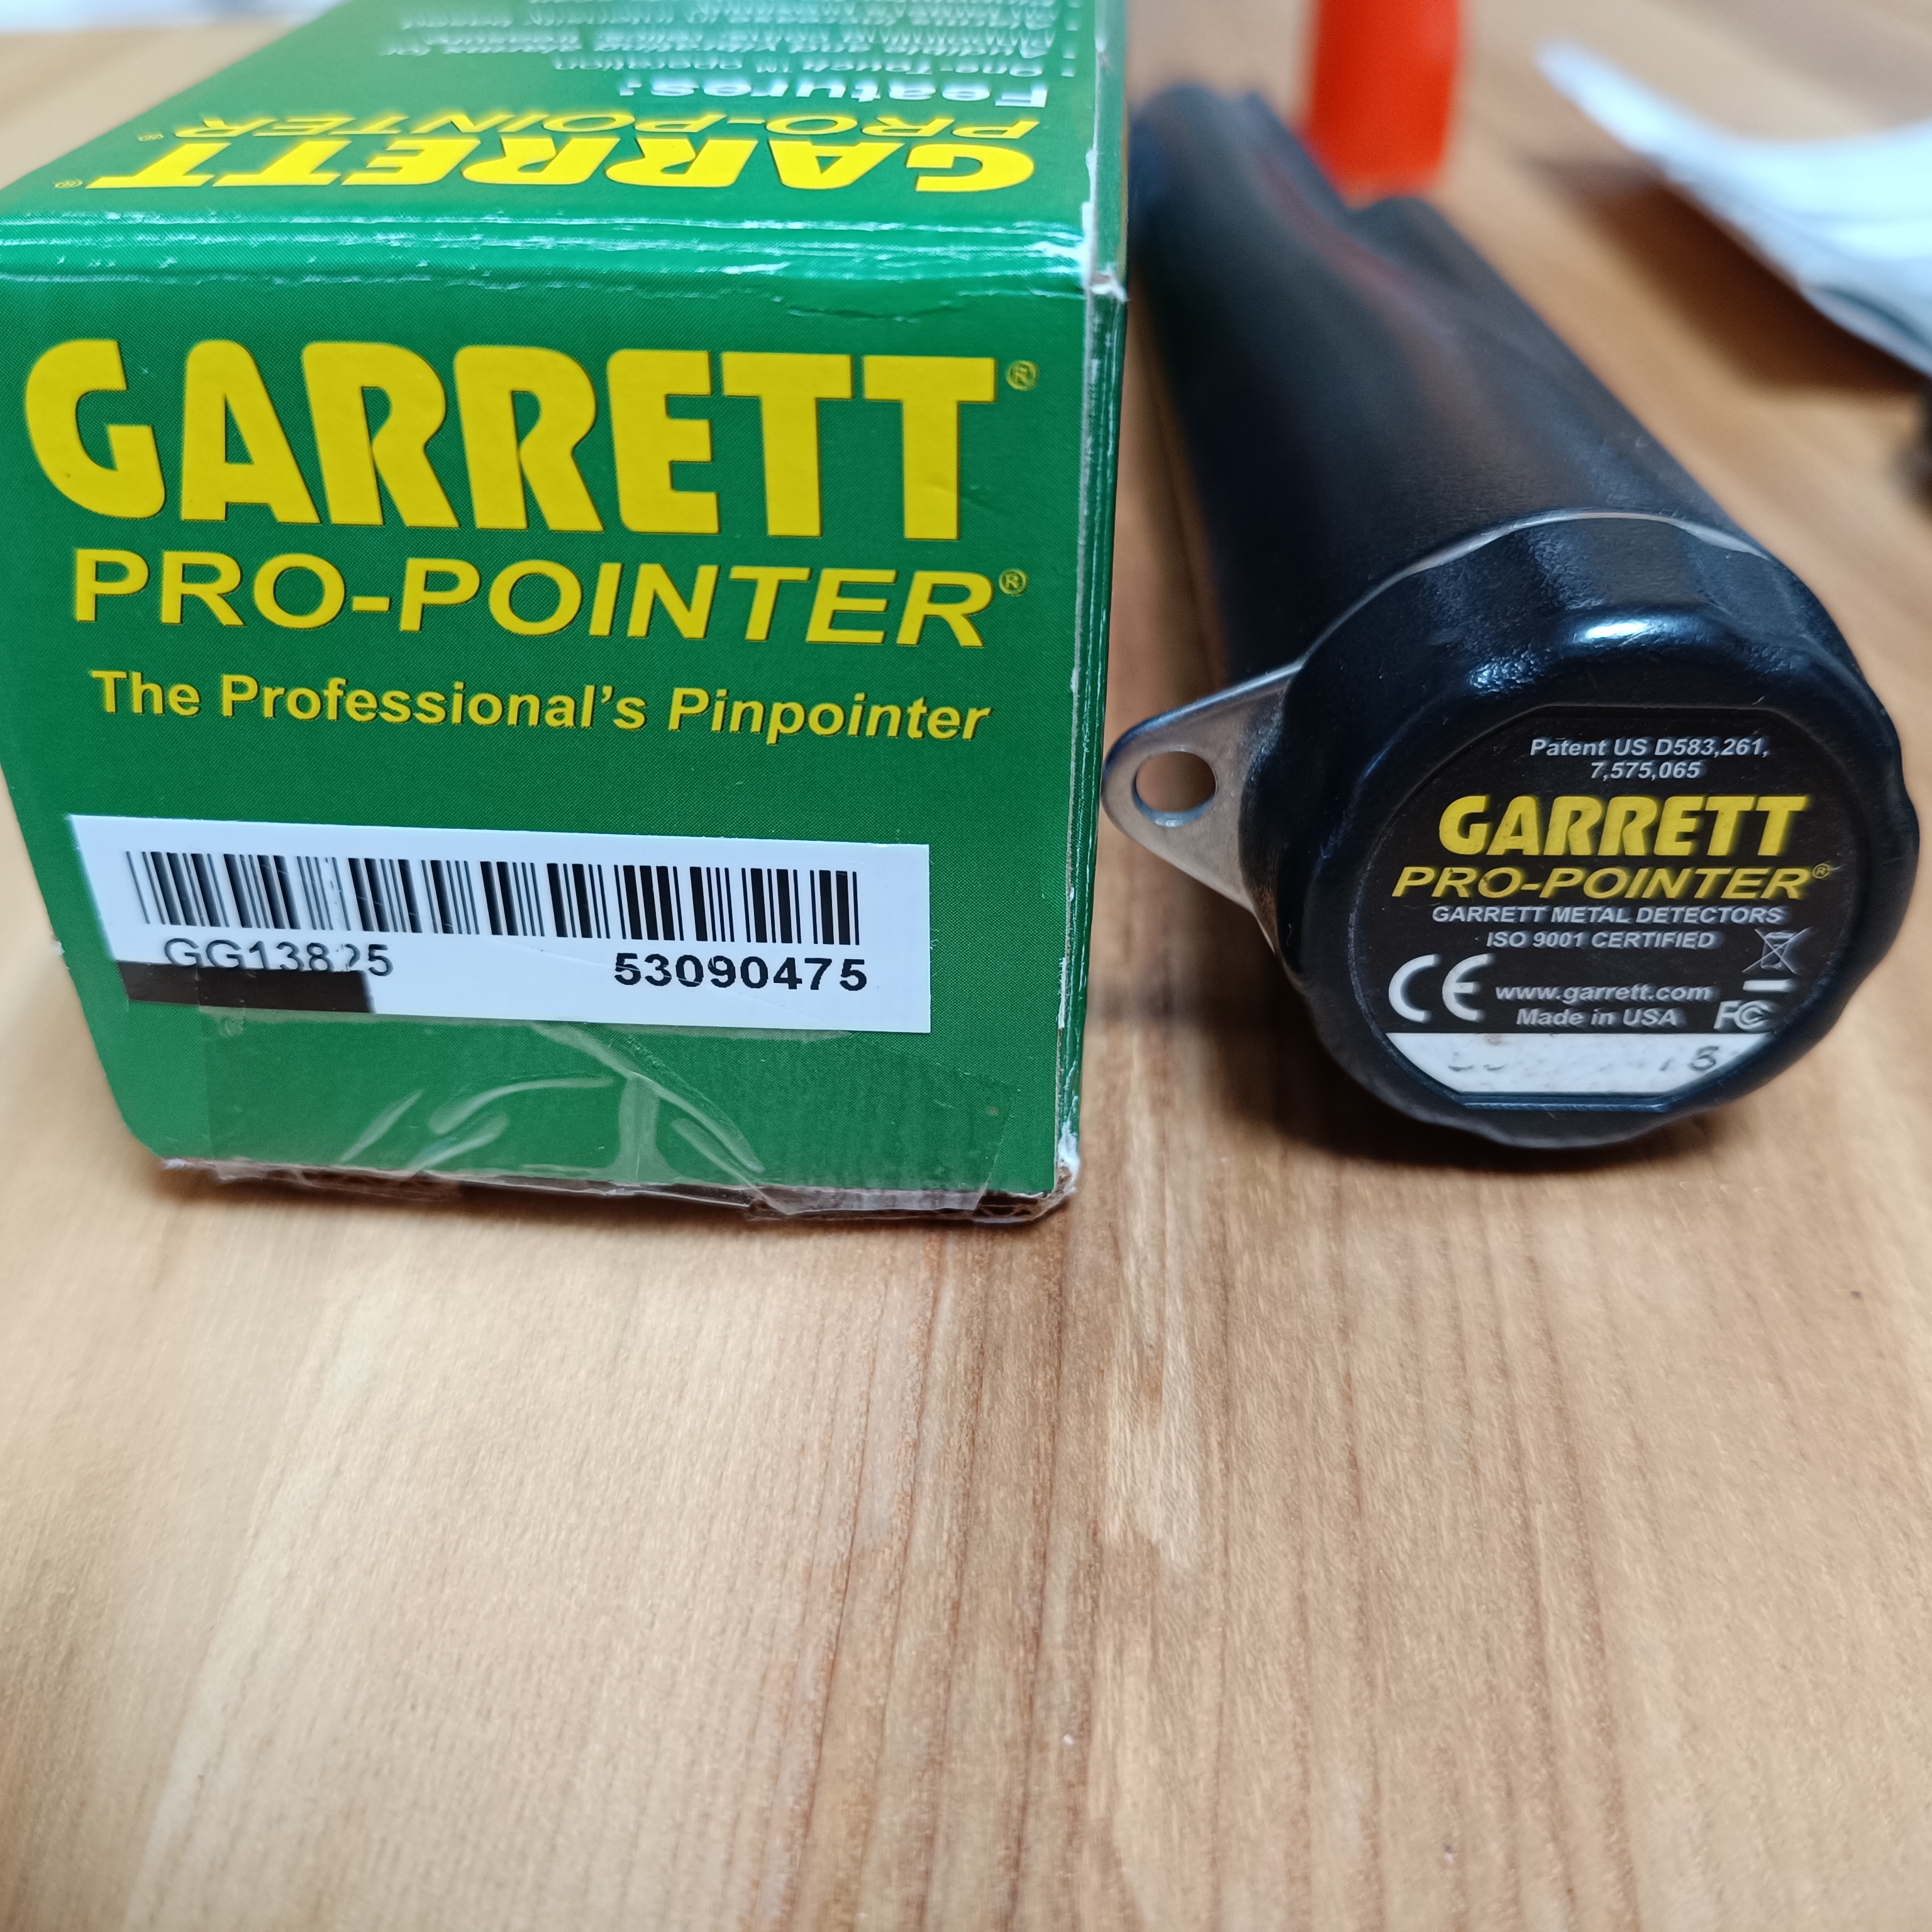 Features:
PRO-POINTER®
GARRETT®
GARRETT®
PRO-POINTER®
The Professional's Pinpointer
53090475
Patent US D583,261,
7,575,065
GARRETT
PRO-POINTER®
GARRETT METAL DETECTORS
ISO 9001 CERTIFIED
CE www.garrett.com
Made in USA FC